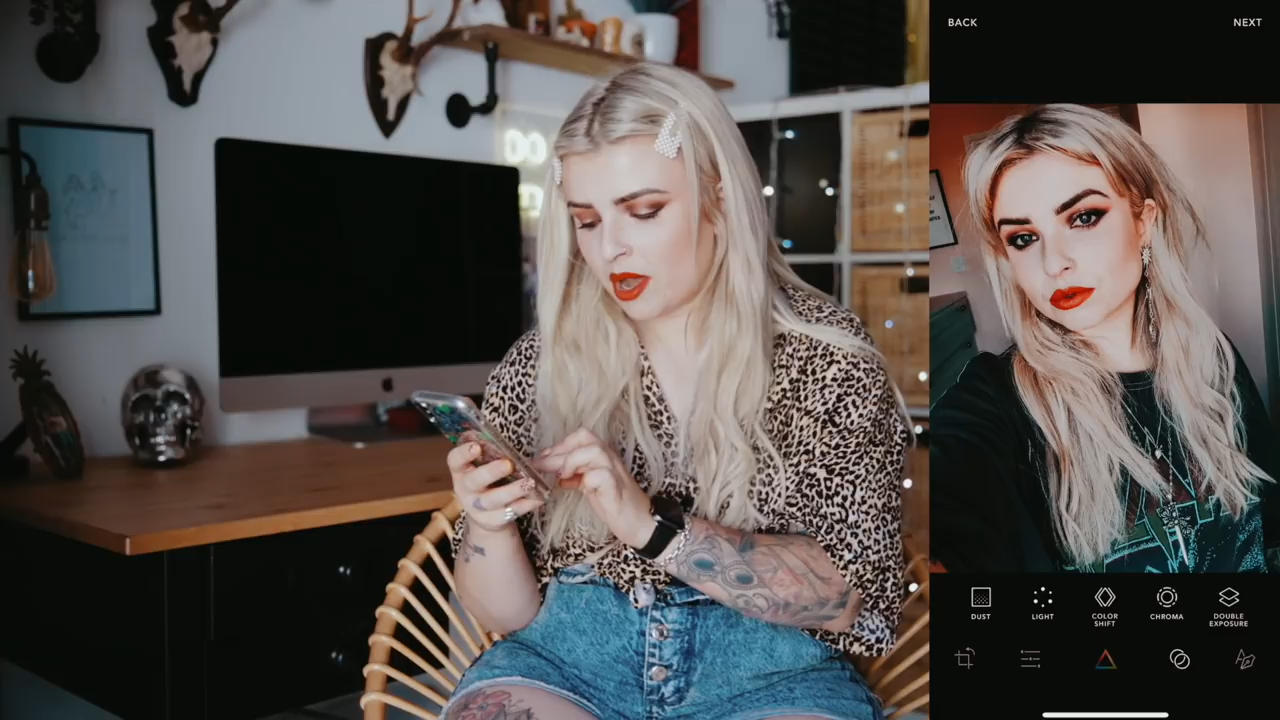 BACK
NEXT
DUST
LIGHT
COLOR
SHIFT
CHROMA
DOUBLE
EXPOSURE